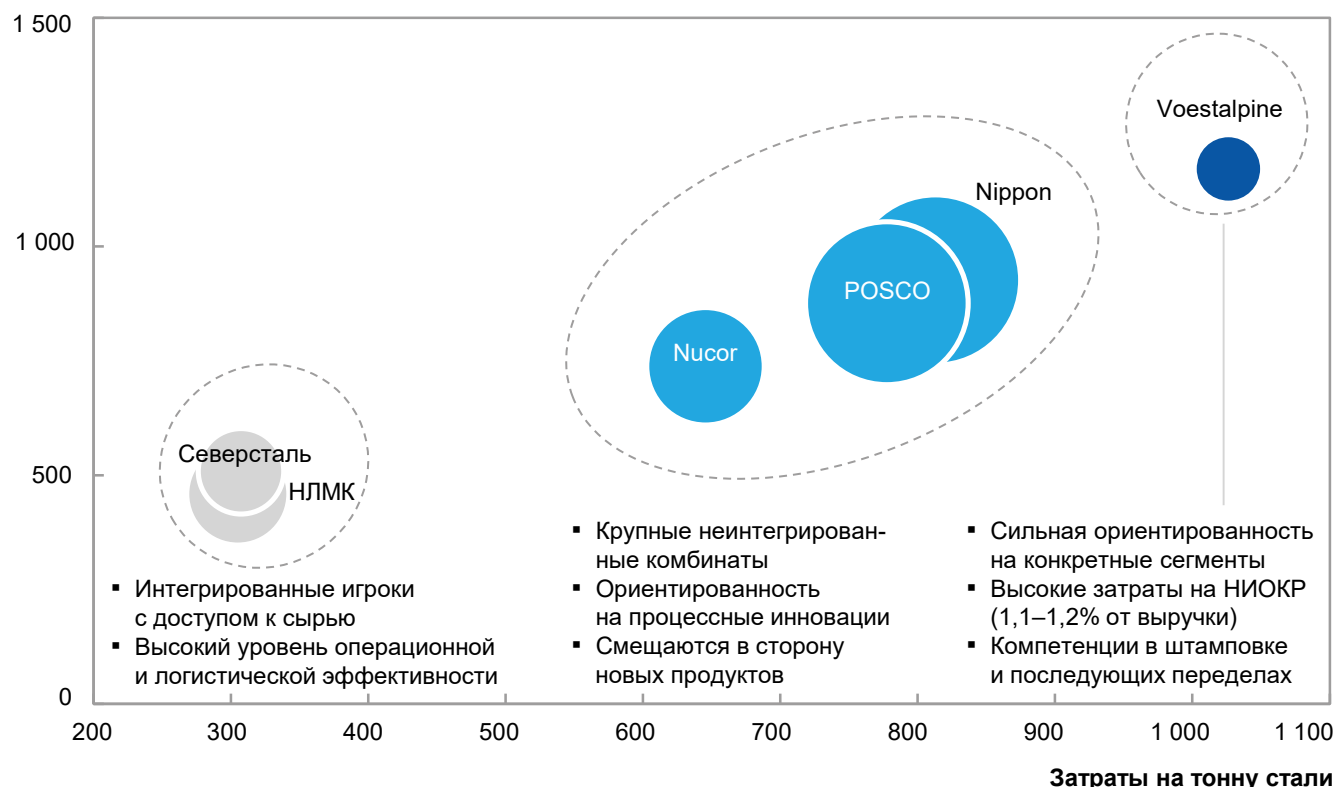 1 500
Voestalpine
Nippon
1 000
POSCO
Nucor
Северсталь
500
НЛМК
▪ Интегрированные игроки
с доступом к сырью
▪ Высокий уровень операционной
и логистической эффективности
▪ Крупные неинтегрирован-
ные комбинаты
▪ Ориентированность
на процессные инновации
▪ Смещаются в сторону
новых продуктов
▪ Сильная ориентированность
на конкретные сегменты
▪ Высокие затраты на НИОКР
(1,1–1,2% от выручки)
▪ Компетенции в штамповке
и последующих переделах
0
200 300 400 500 600 700 800 900 1 000 1 100
Затраты на тонну стали